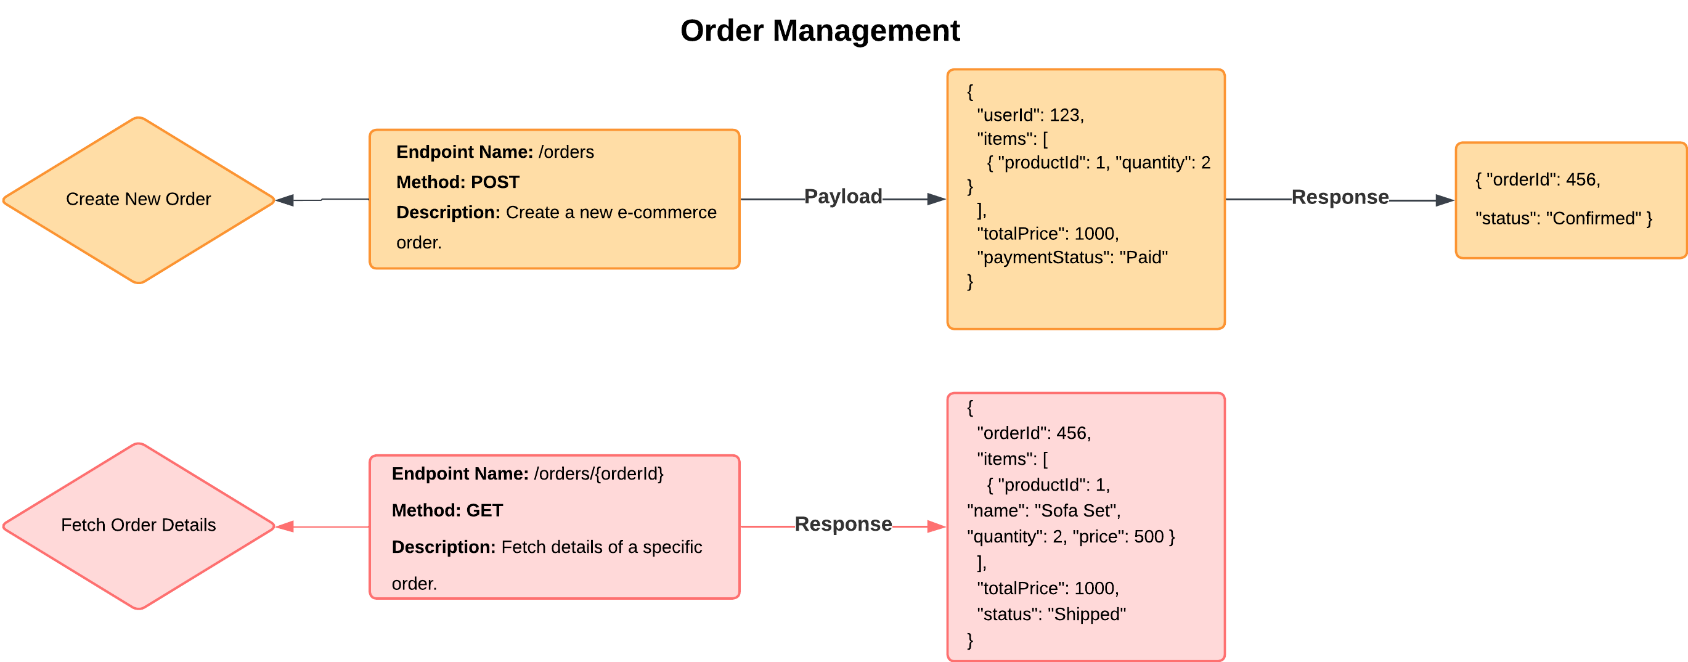 Order Management
Create New Order
Endpoint Name: /orders
Method: POST
Description: Create a new e-commerce
order.
Payload
{
"userId": 123,
"items": [
{ "productId": 1, "quantity": 2
}
],
"totalPrice": 1000,
"paymentStatus": "Paid"
}
Response
{ "orderId": 456,
"status": "Confirmed" }
Fetch Order Details
Endpoint Name: /orders/{orderId}
Method: GET
Description: Fetch details of a specific
order.
Response
{
"orderId": 456,
"items": [
{ "productId": 1,
"name": "Sofa Set",
"quantity": 2, "price": 500 }
],
"totalPrice": 1000,
"status": "Shipped"
}